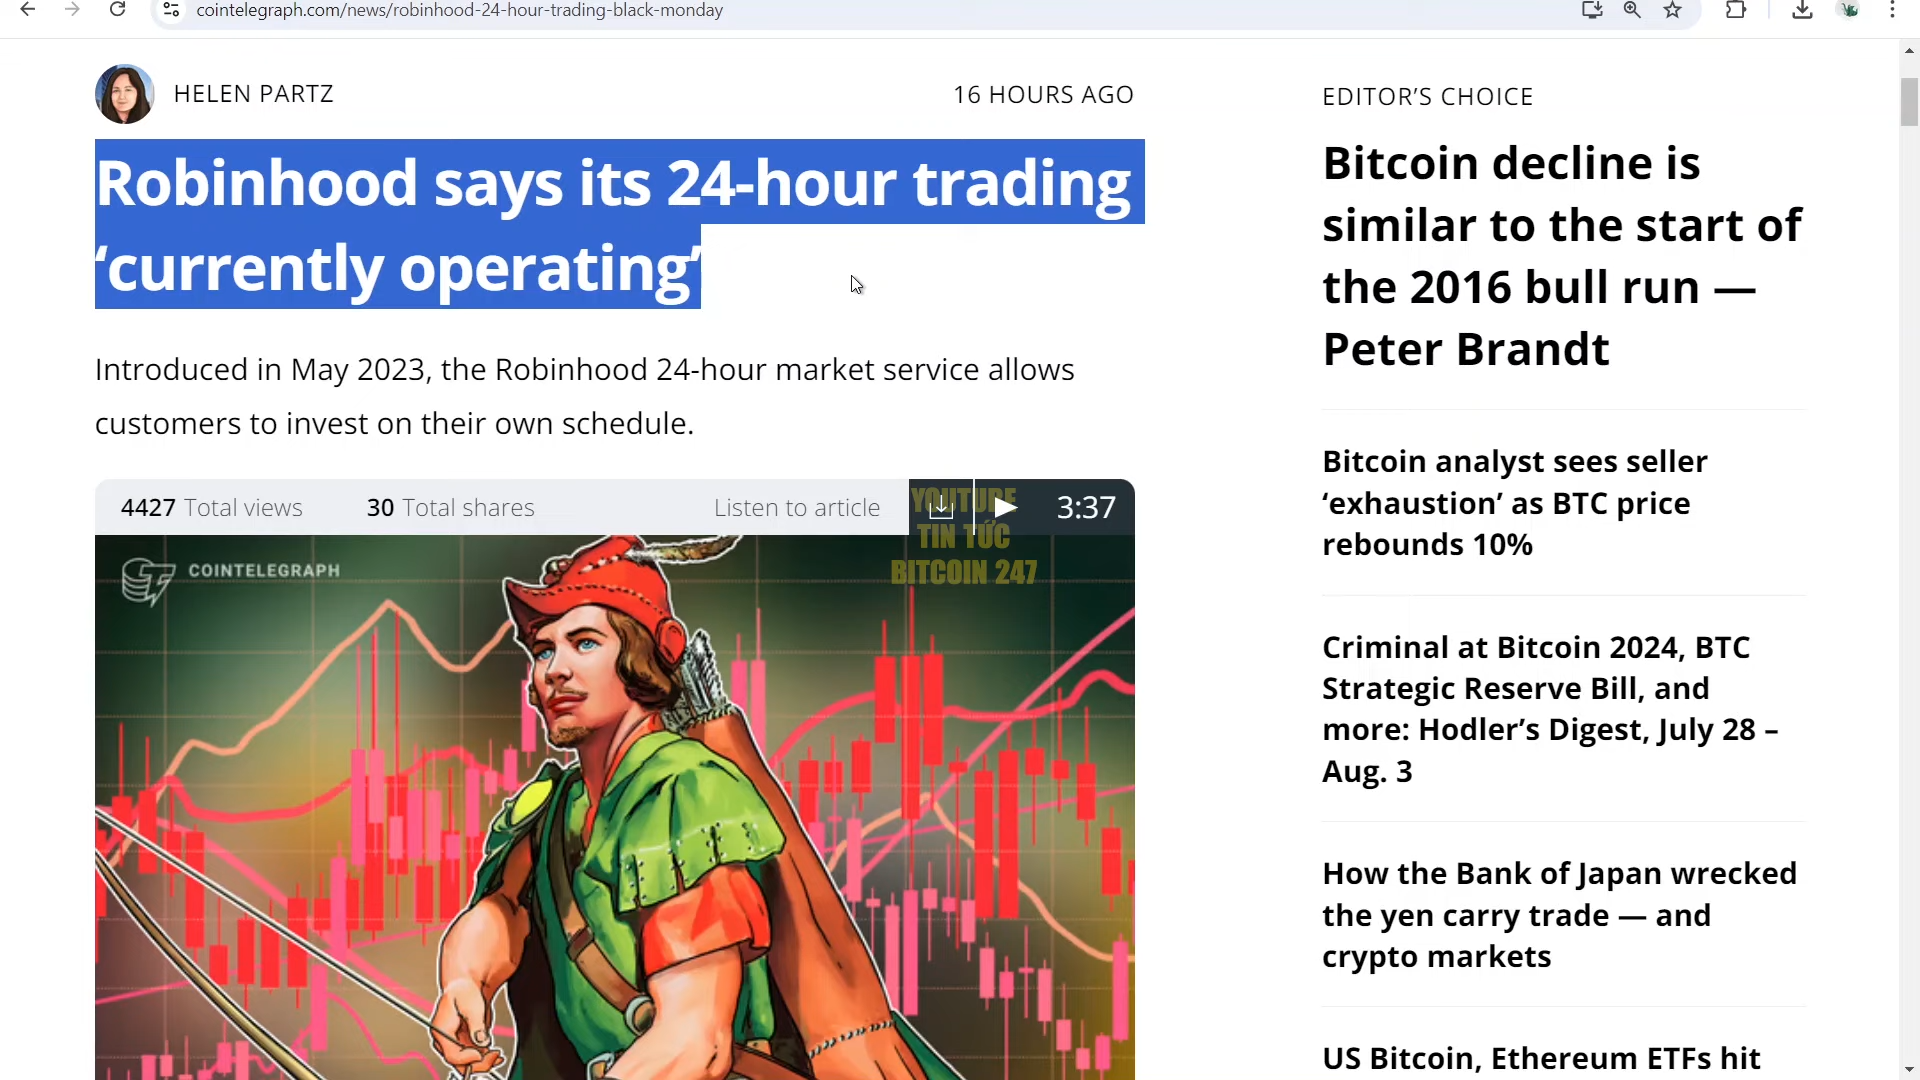 cointelegraph.com/news/robinhood-24-hour-trading-black-monday
HELEN PARTZ
16 HOURS AGO
Robinhood says its 24-hour trading
‘currently operating’
Introduced in May 2023, the Robinhood 24-hour market service allows
customers to invest on their own schedule.
4427 Total views
30 Total shares
Listen to article
3:37
YOUTUBE
TIN TỨC
BITCOIN 247
COINTELEGRAPH
EDITOR’S CHOICE
Bitcoin decline is
similar to the start of
the 2016 bull run —
Peter Brandt
Bitcoin analyst sees seller
‘exhaustion’ as BTC price
rebounds 10%
Criminal at Bitcoin 2024, BTC
Strategic Reserve Bill, and
more: Hodler’s Digest, July 28 –
Aug. 3
How the Bank of Japan wrecked
the yen carry trade — and
crypto markets
US Bitcoin, Ethereum ETFs hit